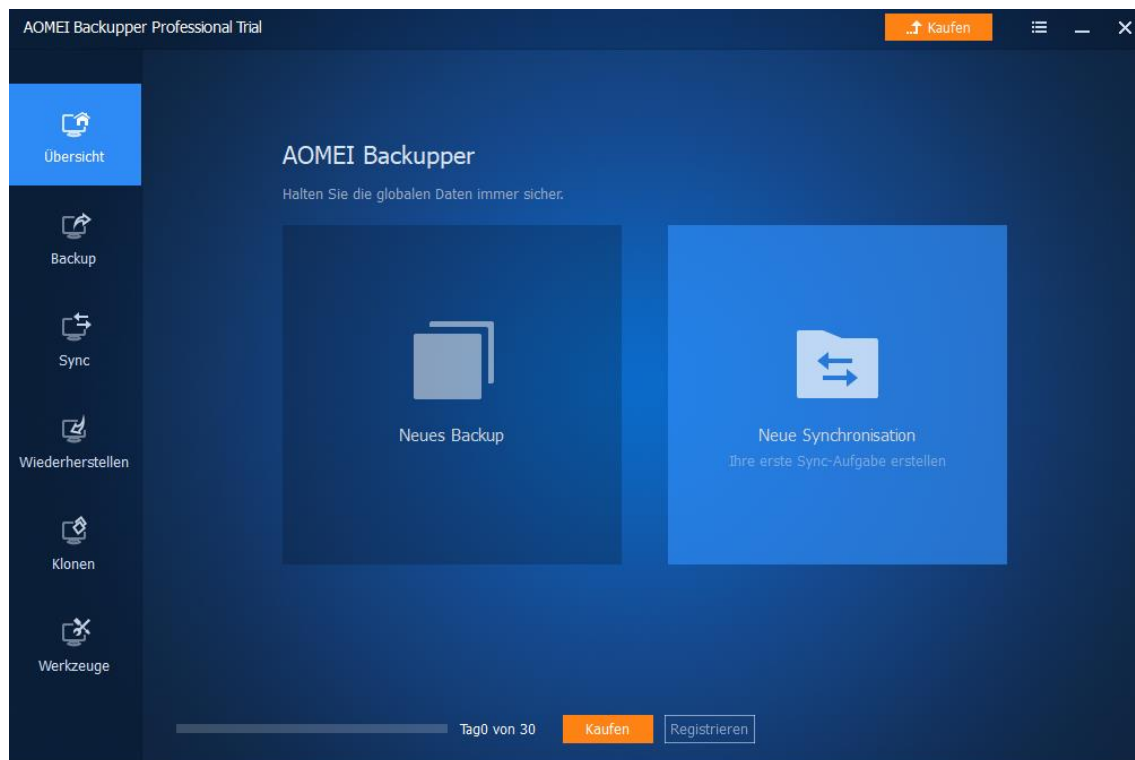 AOMEI Backupper Professional Trial
Kaufen
Übersicht
Backup
Sync
Wiederherstellen
Klonen
Werkzeuge
AOMEI Backupper
Halten Sie die globalen Daten immer sicher.
Neues Backup
Neue Synchronisation
Ihre erste Sync-Aufgabe erstellen
Tag0 von 30
Kaufen
Registrieren